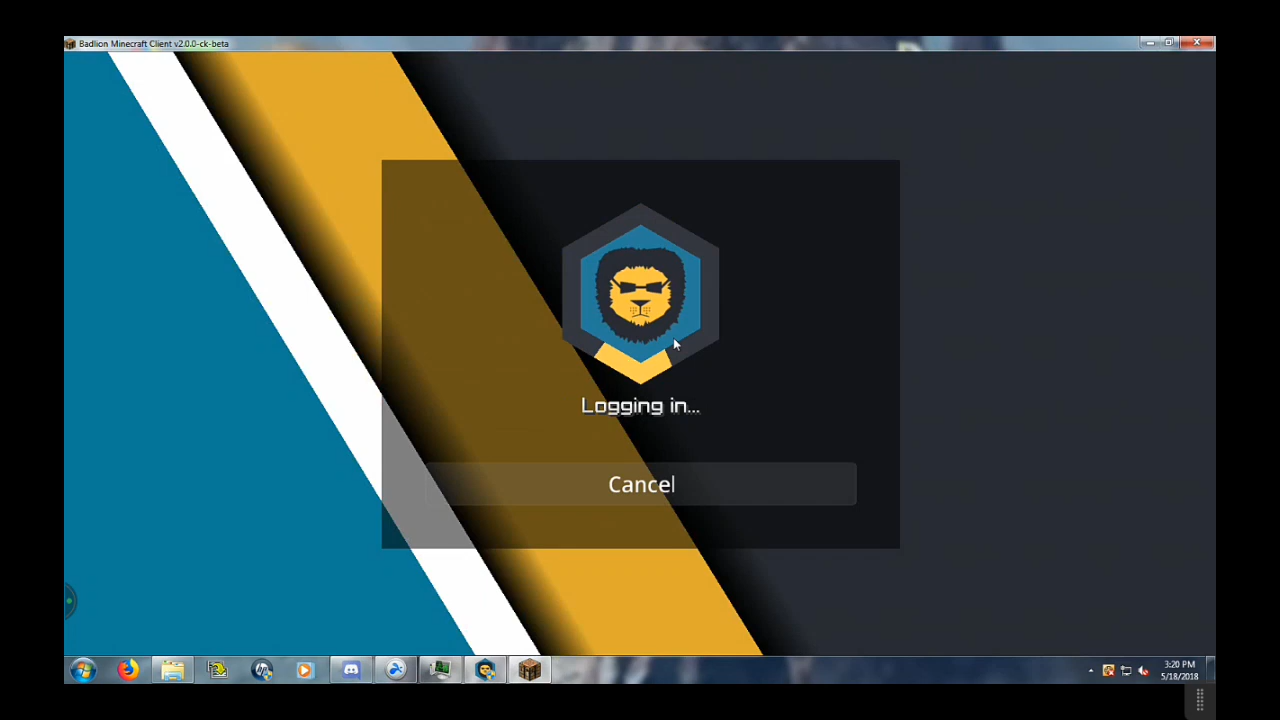 Badlion Minecraft Client v2.0.0-ck-beta
Logging in...
Cancel
3:20 PM
5/18/2018